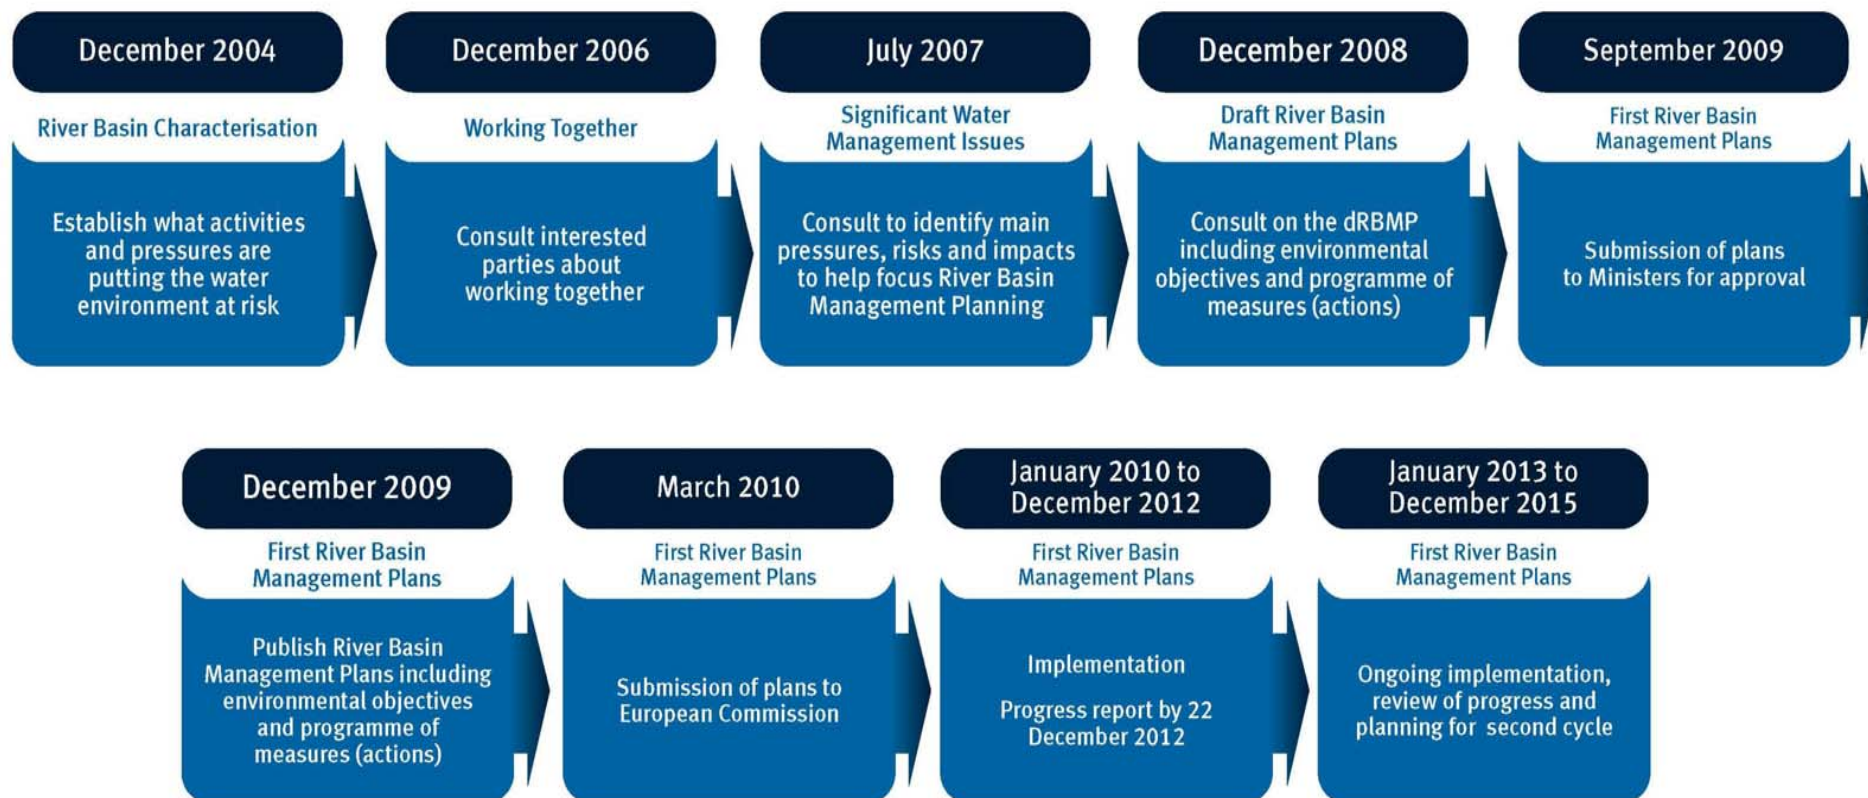 December 2004
River Basin Characterisation
Establish what activities
and pressures are
putting the water
environment at risk
December 2006
Working Together
Consult interested
parties about
working together
July 2007
Significant Water
Management Issues
Consult to identify main
pressures, risks and impacts
to help focus River Basin
Management Planning
December 2008
Draft River Basin
Management Plans
Consult on the dRBMP
including environmental
objectives and programme of
measures (actions)
September 2009
First River Basin
Management Plans
Submission of plans
to Ministers for approval
December 2009
First River Basin
Management Plans
Publish River Basin
Management Plans including
environmental objectives
and programme of
measures (actions)
March 2010
First River Basin
Management Plans
Submission of plans to
European Commission
January 2010 to
December 2012
First River Basin
Management Plans
Implementation
Progress report by 22
December 2012
January 2013 to
December 2015
First River Basin
Management Plans
Ongoing implementation,
review of progress and
planning for second cycle